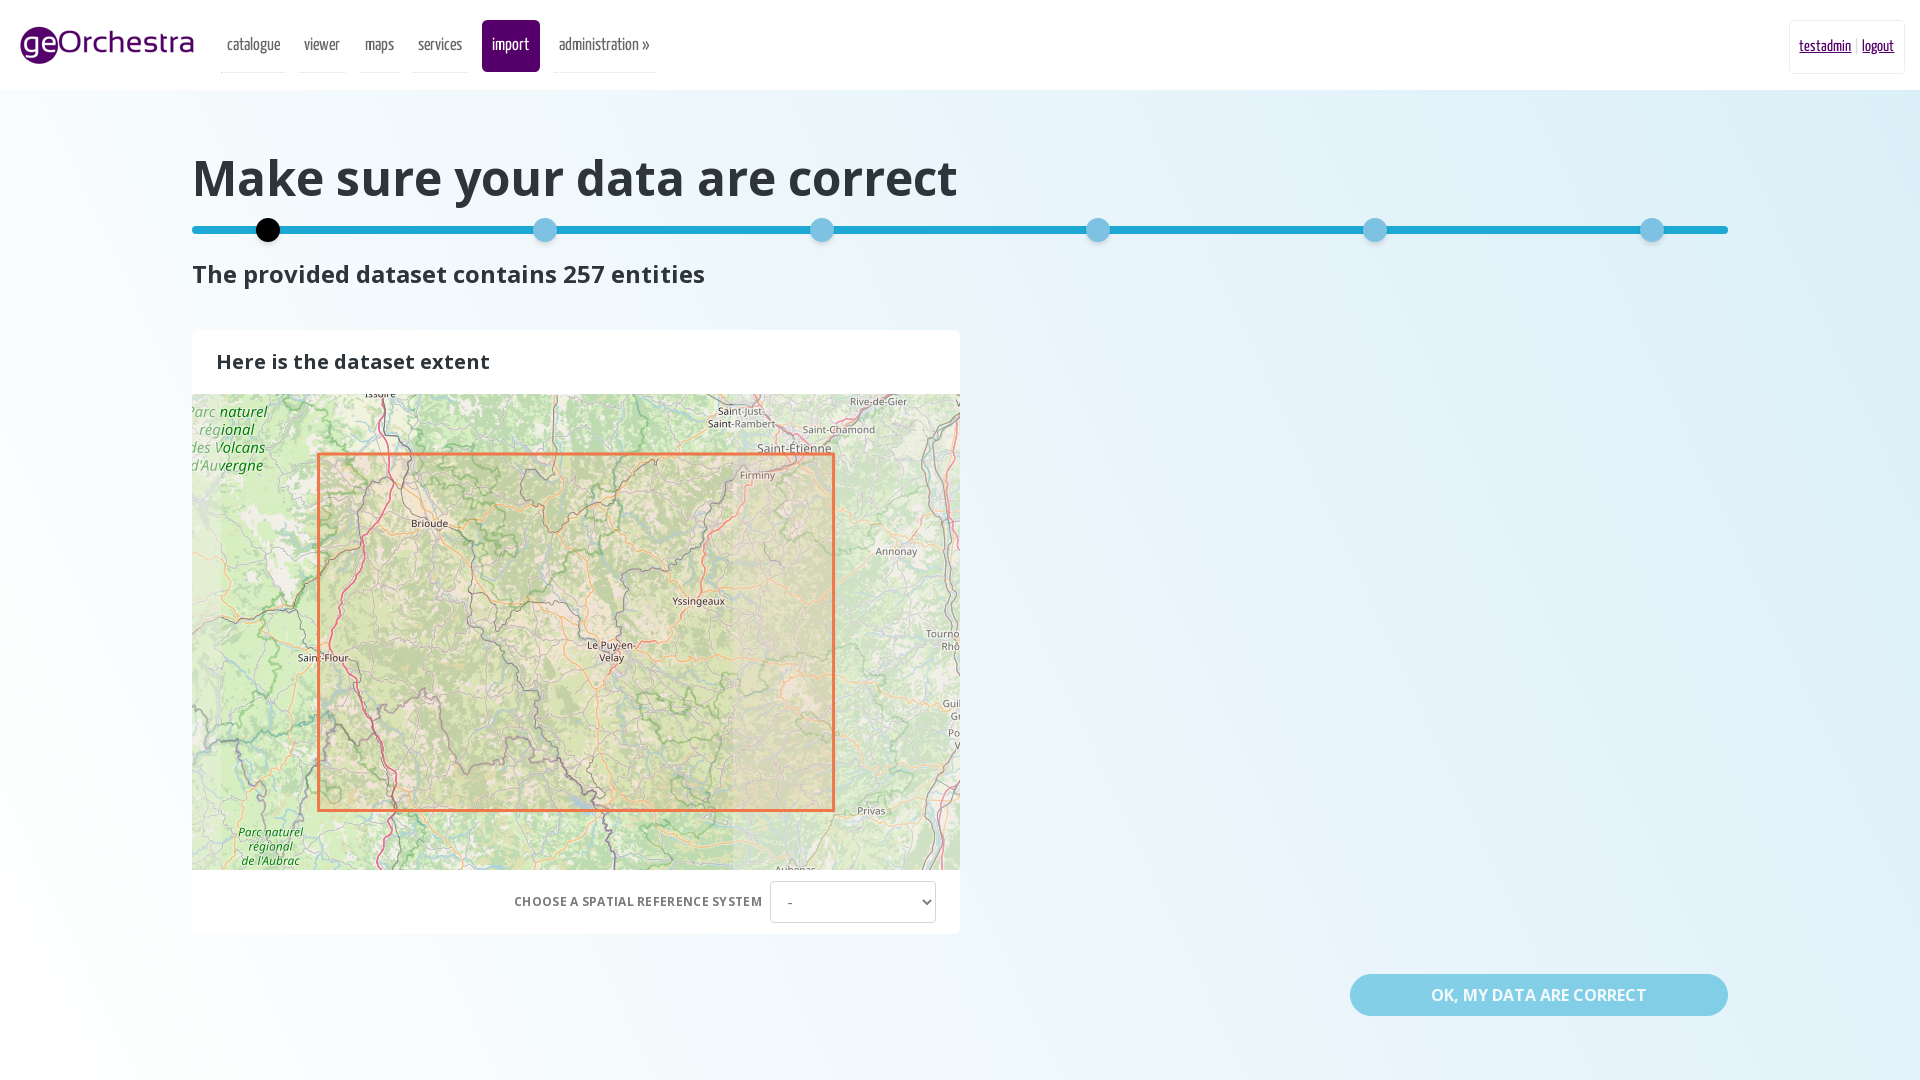 geOrchestra
catalogue
viewer
maps
services
import
administration »
testadmin | logout
Make sure your data are correct
The provided dataset contains 257 entities
Here is the dataset extent
Issoire
Parc naturel
régional
des Volcans
d'Auvergne
Saint-Just-
Saint-Rambert
Rive-de-Gier
Saint-Chamond
Saint-Étienne
Firminy
Brioude
Annonay
Yssingeaux
Le Puy-en-
Velay
Saint-Flour
Tourno
Rhô
Privas
Parc naturel
régional
de l'Aubrac
Aubenas
CHOOSE A SPATIAL REFERENCE SYSTEM
-
OK, MY DATA ARE CORRECT